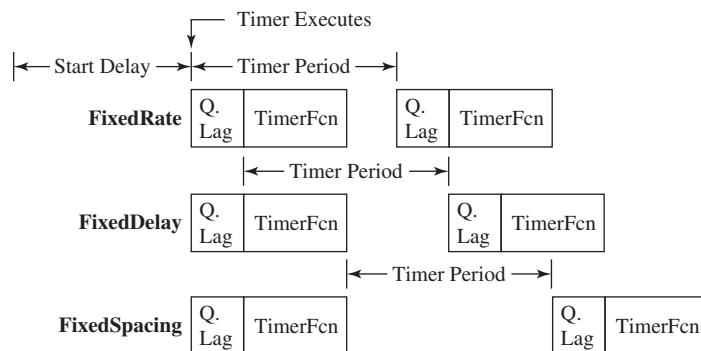 Timer Executes
Start Delay
Timer Period
FixedRate
Q. Lag
TimerFcn
Q. Lag
TimerFcn
Timer Period
FixedDelay
Q. Lag
TimerFcn
Q. Lag
TimerFcn
Timer Period
FixedSpacing
Q. Lag
TimerFcn
Q. Lag
TimerFcn